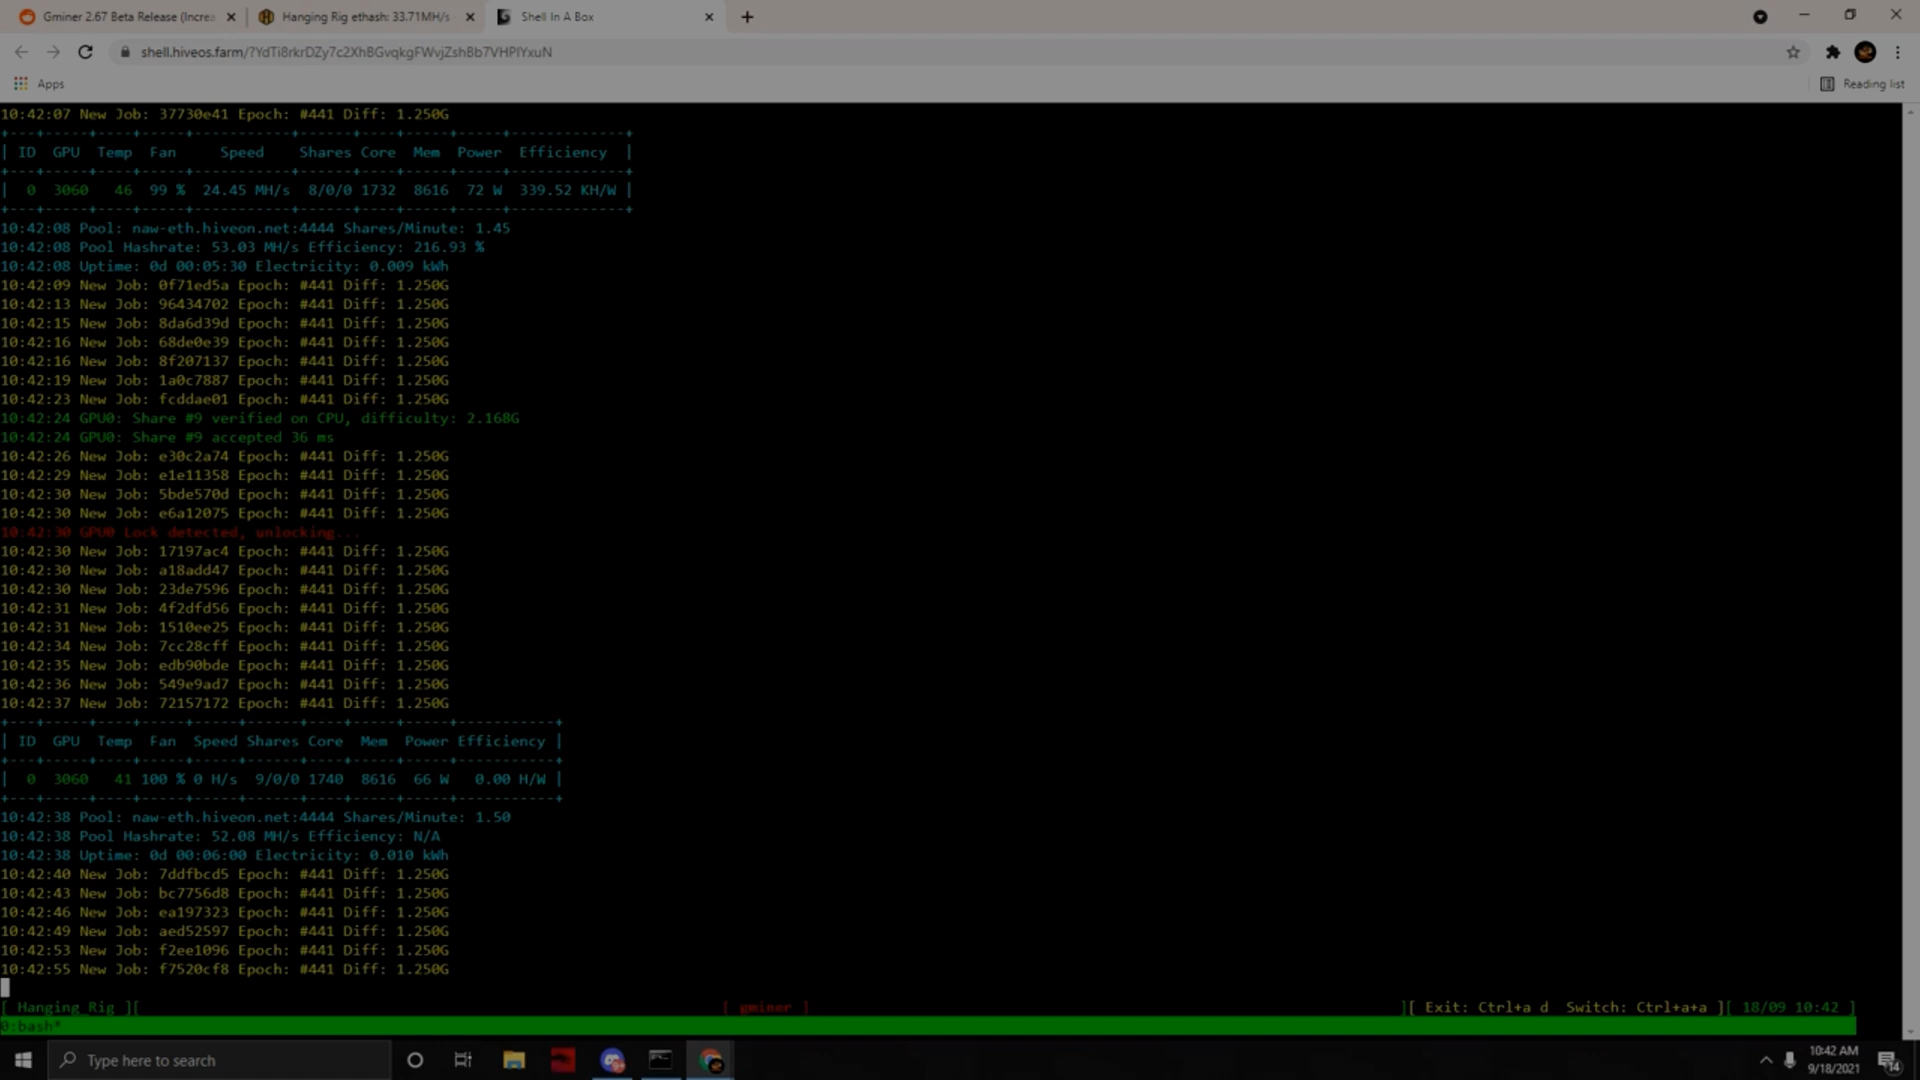 Gminer 2.67 Beta Release (Increa
Hanging Rig ethash: 33.71MH/s
Shell In A Box
shell.hiveos.farm/?YdTi8rkrDZy7c2XhBGvqkgFWvjZshBb7VHPlYxuN
Apps
Reading list
10:42:07 New Job: 37730e41 Epoch: #441 Diff: 1.250G
| ID GPU Temp Fan Speed Shares Core Mem Power Efficiency |
| 0 3060 46 99 % 24.45 MH/s 8/0/0 1732 8616 72 W 339.52 KH/W |
10:42:08 Pool: naw-eth.hiveon.net:4444 Shares/Minute: 1.45
10:42:08 Pool Hashrate: 53.03 MH/s Efficiency: 216.93 %
10:42:08 Uptime: 0d 00:05:30 Electricity: 0.009 kWh
10:42:09 New Job: 0f71ed5a Epoch: #441 Diff: 1.250G
10:42:13 New Job: 96434702 Epoch: #441 Diff: 1.250G
10:42:15 New Job: 8da6d39d Epoch: #441 Diff: 1.250G
10:42:16 New Job: 68de0e39 Epoch: #441 Diff: 1.250G
10:42:16 New Job: 8f207137 Epoch: #441 Diff: 1.250G
10:42:19 New Job: 1a0c7887 Epoch: #441 Diff: 1.250G
10:42:23 New Job: fcddae01 Epoch: #441 Diff: 1.250G
10:42:24 GPU0: Share #9 verified on CPU, difficulty: 2.168G
10:42:24 GPU0: Share #9 accepted 36 ms
10:42:26 New Job: e30c2a74 Epoch: #441 Diff: 1.250G
10:42:29 New Job: e1e11358 Epoch: #441 Diff: 1.250G
10:42:30 New Job: 5bde570d Epoch: #441 Diff: 1.250G
10:42:30 New Job: e6a12075 Epoch: #441 Diff: 1.250G
10:42:30 GPU0 Lock detected, unlocking...
10:42:30 New Job: 17197ac4 Epoch: #441 Diff: 1.250G
10:42:30 New Job: a18add47 Epoch: #441 Diff: 1.250G
10:42:30 New Job: 23de7596 Epoch: #441 Diff: 1.250G
10:42:31 New Job: 4f2dfd56 Epoch: #441 Diff: 1.250G
10:42:31 New Job: 1510ee25 Epoch: #441 Diff: 1.250G
10:42:34 New Job: 7cc28cff Epoch: #441 Diff: 1.250G
10:42:35 New Job: edb90bde Epoch: #441 Diff: 1.250G
10:42:36 New Job: 549e9ad7 Epoch: #441 Diff: 1.250G
10:42:37 New Job: 72157172 Epoch: #441 Diff: 1.250G
| ID GPU Temp Fan Speed Shares Core Mem Power Efficiency |
| 0 3060 41 100 % 0 H/s 9/0/0 1740 8616 66 W 0.00 H/W |
10:42:38 Pool: naw-eth.hiveon.net:4444 Shares/Minute: 1.50
10:42:38 Pool Hashrate: 52.08 MH/s Efficiency: N/A
10:42:38 Uptime: 0d 00:06:00 Electricity: 0.010 kWh
10:42:40 New Job: 7ddfbcd5 Epoch: #441 Diff: 1.250G
10:42:43 New Job: bc7756d8 Epoch: #441 Diff: 1.250G
10:42:46 New Job: ea197323 Epoch: #441 Diff: 1.250G
10:42:49 New Job: aed52597 Epoch: #441 Diff: 1.250G
10:42:53 New Job: f2ee1096 Epoch: #441 Diff: 1.250G
10:42:55 New Job: f7520cf8 Epoch: #441 Diff: 1.250G
[ Hanging_Rig ][ [ gminer ] ][ Exit: Ctrl+a d Switch: Ctrl+a+a ][ 18/09 10:42 ]
0:bash*
Type here to search
10:42 AM
9/18/2021
14